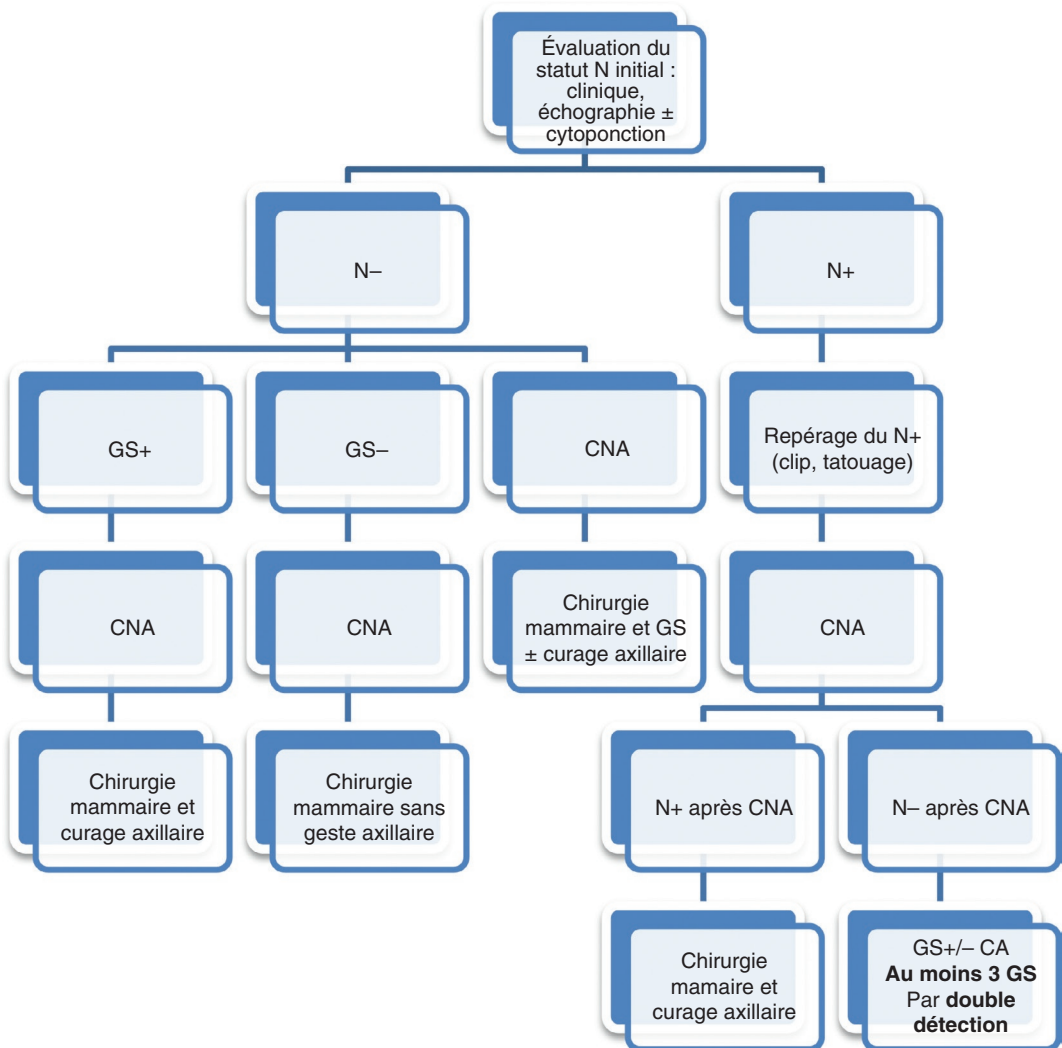 Évaluation du
statut N initial :
clinique,
échographie ±
cytoponction
N–
N+
GS+
GS–
CNA
Repérage du N+
(clip, tatouage)
CNA
CNA
Chirurgie
mammaire et GS
± curage axillaire
CNA
Chirurgie
mammaire et
curage axillaire
Chirurgie
mammaire sans
geste axillaire
N+ après CNA
N– après CNA
Chirurgie
mamaire et
curage axillaire
GS+/– CA
Au moins 3 GS
Par double
détection